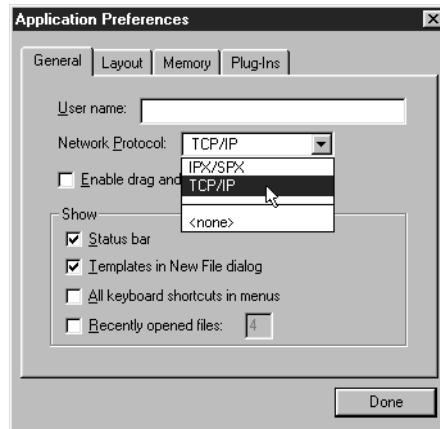 Application Preferences
General Layout Memory Plug-Ins
User name:
Network Protocol: TCP/IP
IPX/SPX
Enable drag and
TCP/IP
<none>
Show
Status bar
Templates in New File dialog
All keyboard shortcuts in menus
Recently opened files: 4
Done